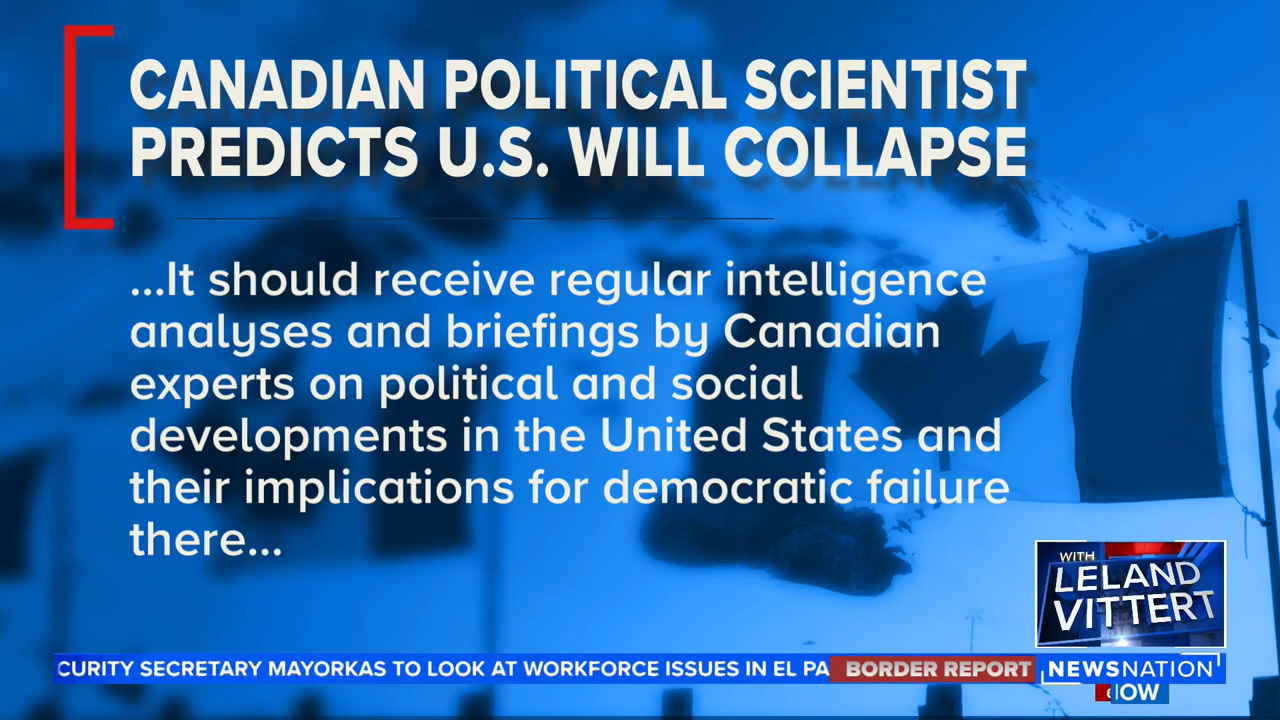 CANADIAN POLITICAL SCIENTIST
PREDICTS U.S. WILL COLLAPSE
...It should receive regular intelligence
analyses and briefings by Canadian
experts on political and social
developments in the United States and
their implications for democratic failure
there...
WITH
LELAND
VITTERT
CURITY SECRETARY MAYORKAS TO LOOK AT WORKFORCE ISSUES IN EL PA
BORDER REPORT
NEWSNATION